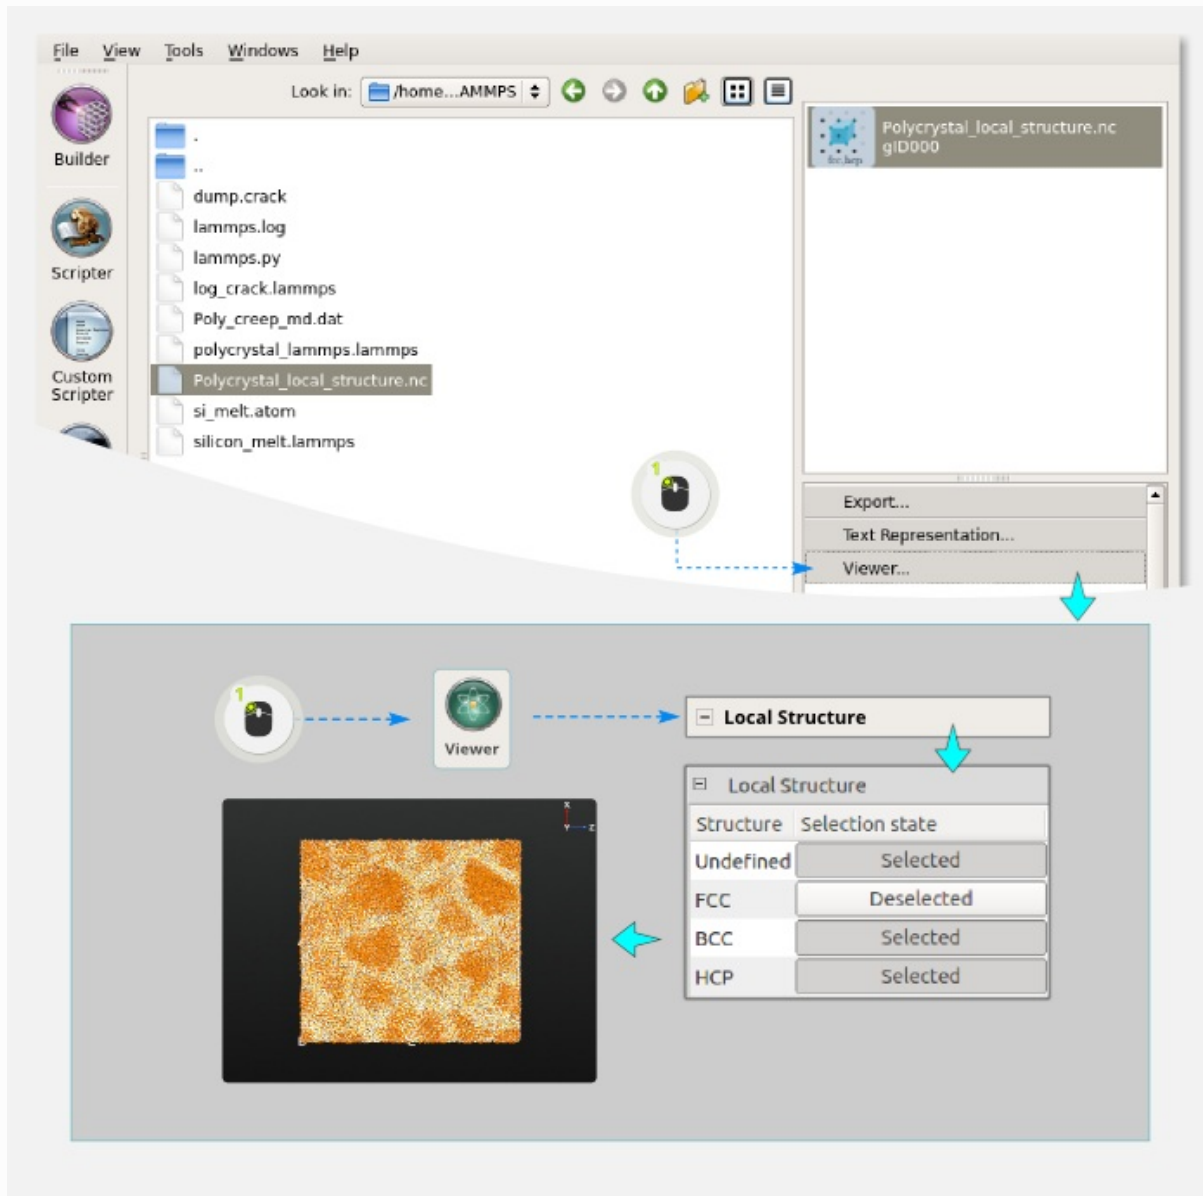 File View Tools Windows Help
Look in: /home...AMMPS
Builder
Scripter
Custom
Scripter
.
..
dump.crack
lammps.log
lammps.py
log_crack.lammps
Poly_creep_md.dat
polycrystal_lammps.lammps
Polycrystal_local_structure.nc
si_melt.atom
silicon_melt.lammps
fcc,hcp
Polycrystal_local_structure.nc
gID000
1
Export...
Text Representation...
Viewer...
1
Viewer
Local Structure
Local Structure
Structure Selection state
Undefined Selected
FCC Deselected
BCC Selected
HCP Selected
X
Y Z